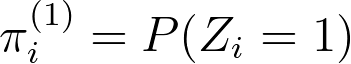 π_i^{(1)} = P(Z_i = 1)